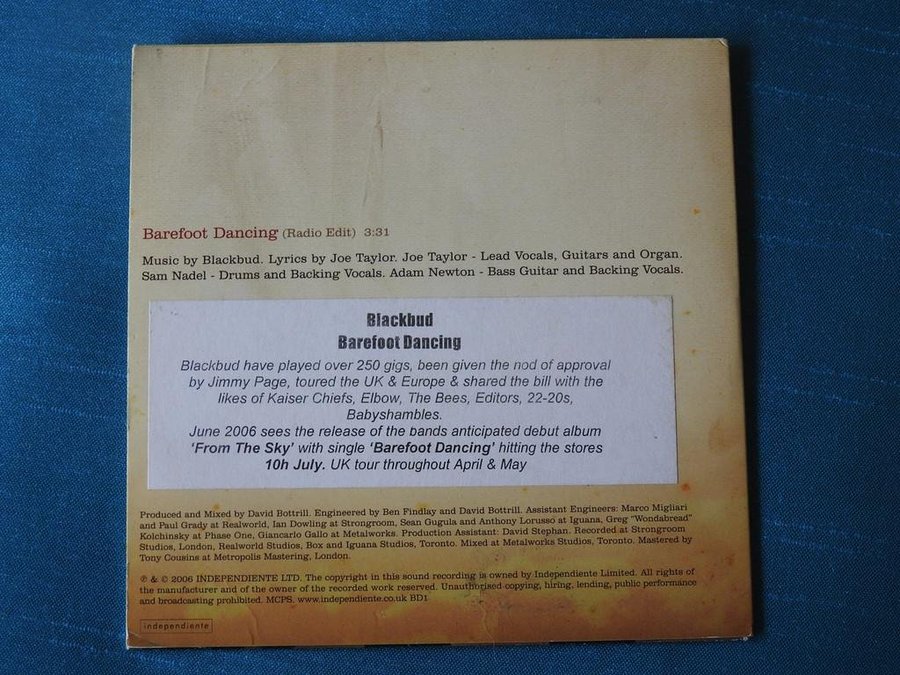 Barefoot Dancing (Radio Edit) 3:31
Music by Blackbud. Lyrics by Joe Taylor. Joe Taylor - Lead Vocals, Guitars and Organ.
Sam Nadel - Drums and Backing Vocals. Adam Newton - Bass Guitar and Backing Vocals.
Blackbud
Barefoot Dancing
Blackbud have played over 250 gigs, been given the nod of approval
by Jimmy Page, toured the UK & Europe & shared the bill with the
likes of Kaiser Chiefs, Elbow, The Bees, Editors, 22-20s,
Babyshambles.
June 2006 sees the release of the bands anticipated debut album
'From The Sky' with single 'Barefoot Dancing' hitting the stores
10h July. UK tour throughout April & May
Produced and Mixed by David Bottrill. Engineered by Ben Findlay and David Bottrill. Assistant Engineers: Marco Migliari
and Paul Grady at Realworld, Ian Dowling at Strongroom, Sean Gugula and Anthony Lorusso at Iguana, Greg "Wondabread"
Kolchinsky at Phase One, Giancarlo Gallo at Metalworks. Production Assistant: David Stephan. Recorded at Strongroom
Studios, London, Realworld Studios, Box and Iguana Studios, Toronto. Mixed at Metalworks Studios, Toronto. Mastered by
Tony Cousins at Metropolis Mastering, London.
℗ & © 2006 INDEPENDIENTE LTD. The copyright in this sound recording is owned by Independiente Limited. All rights of
the manufacturer and of the owner of the recorded work reserved. Unauthorised copying, hiring, lending, public performance
and broadcasting prohibited. MCPS. www.independiente.co.uk BD1
independiente